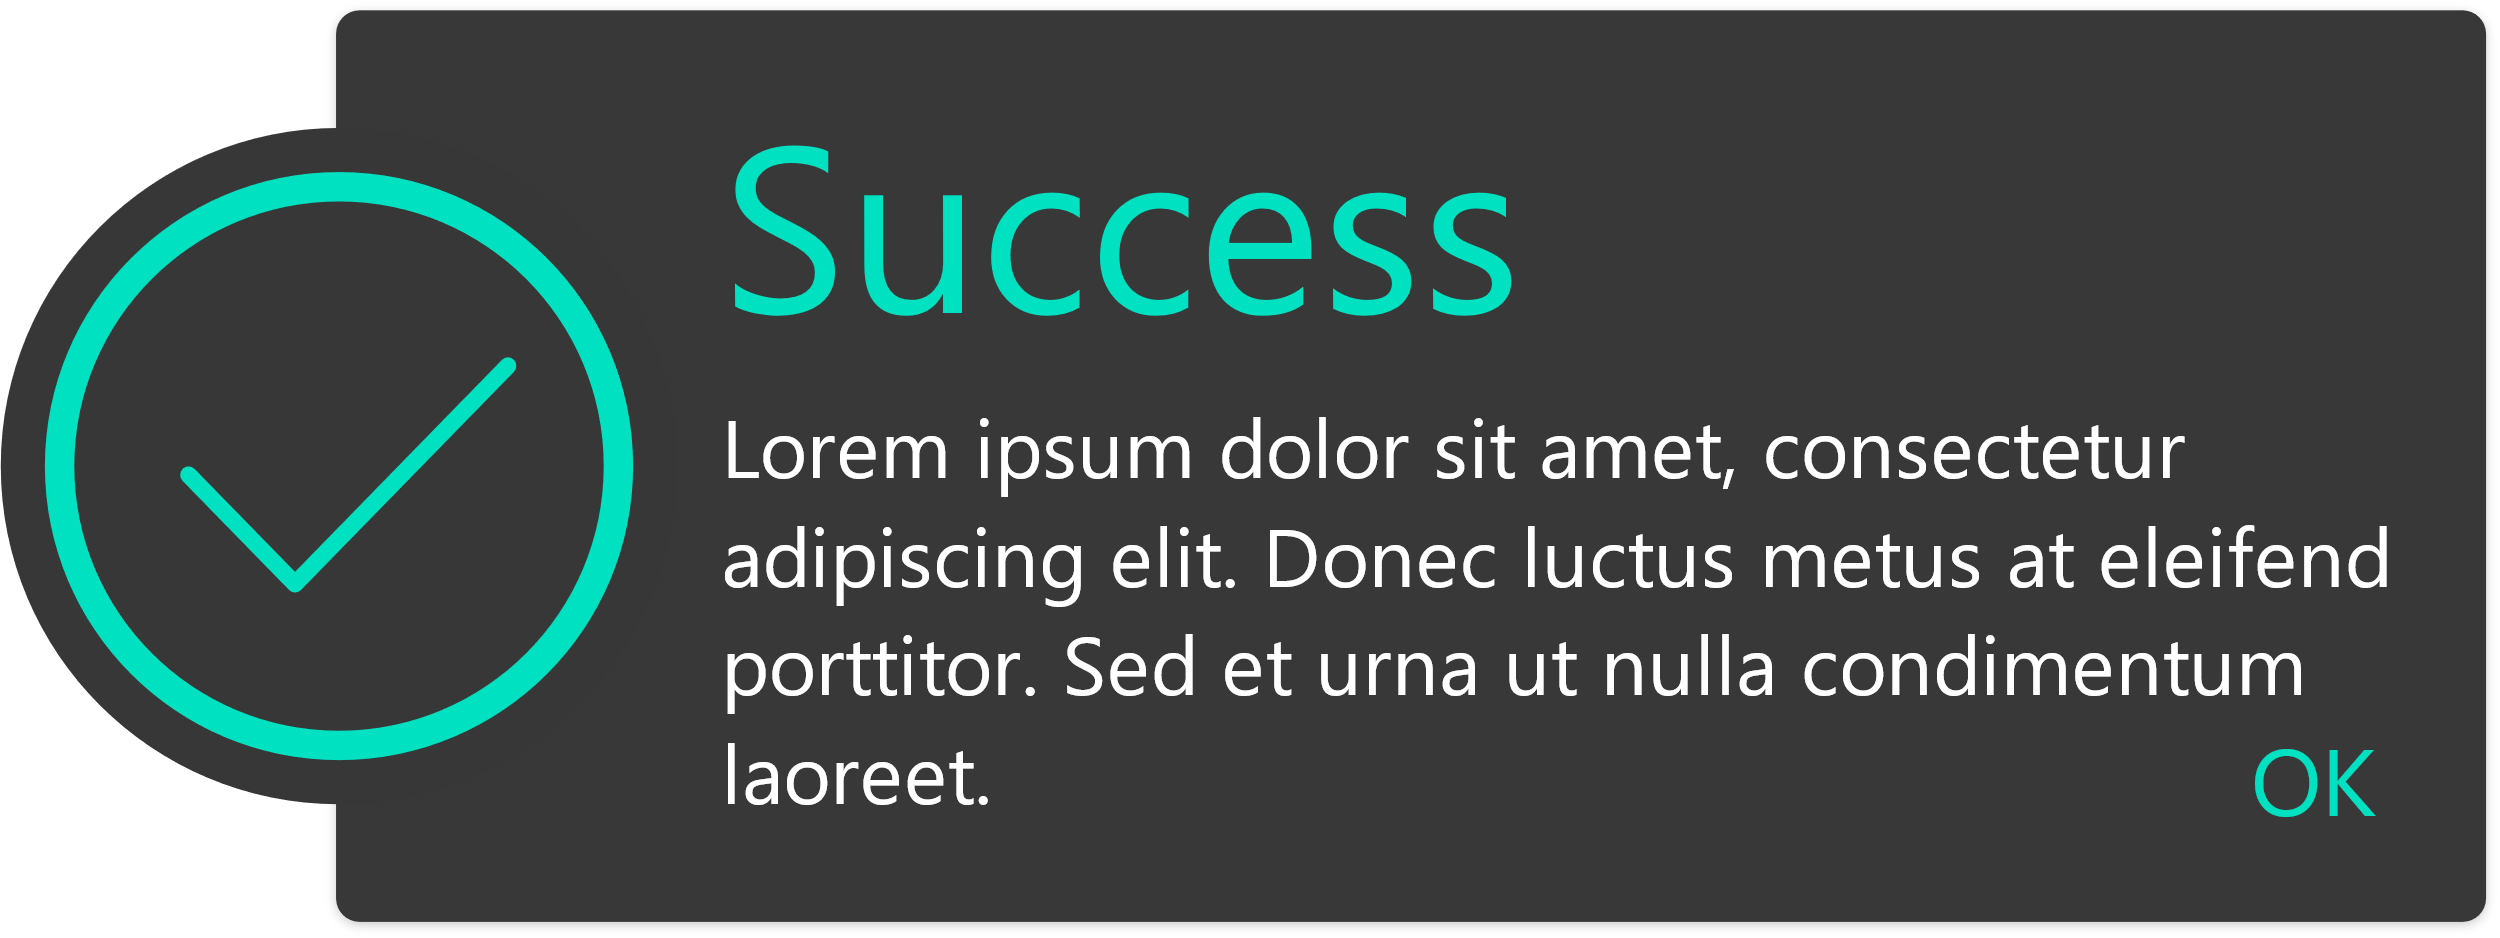 Success
Lorem ipsum dolor sit amet, consectetur
adipiscing elit. Donec luctus metus at eleifend
porttitor. Sed et urna ut nulla condimentum
laoreet.
OK